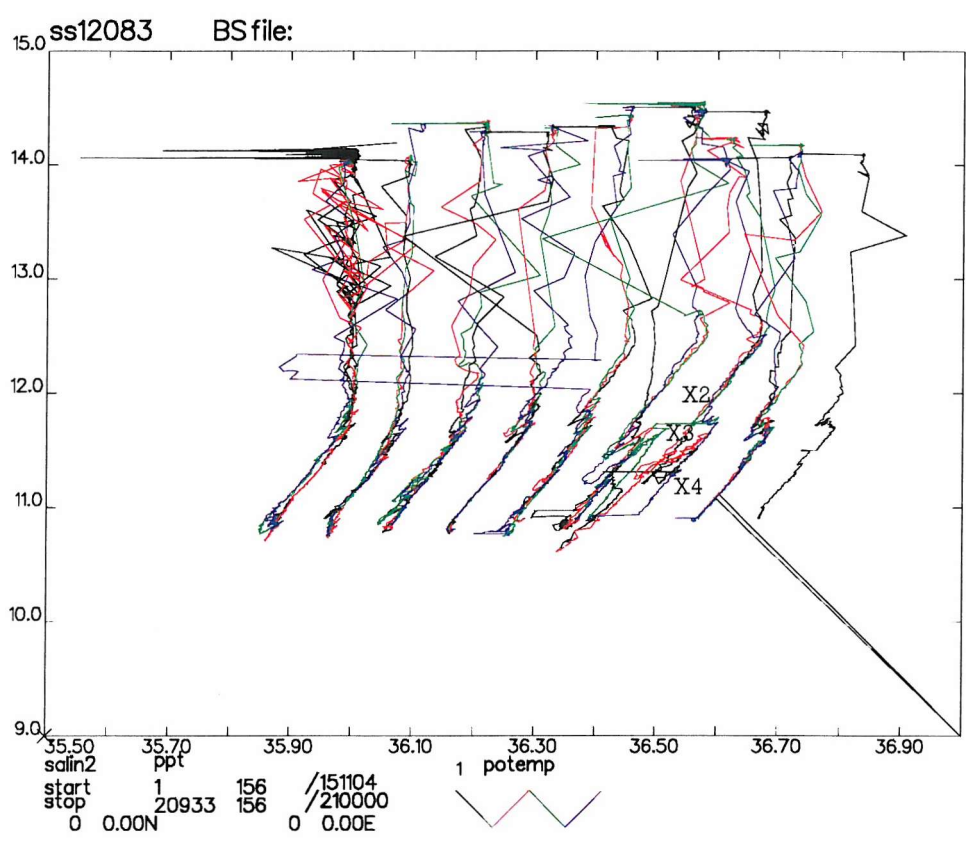 ss12083 BSfile:
15.0
14.0
13.0
12.0
X2
X3
X4
11.0
10.0
9.0
35.50 35.70 35.90 36.10 36.30 36.50 36.70 36.90
salin2 ppt 1 potemp
start 1 156 /151104
stop 20933 156 /210000
0 0.00N 0 0.00E